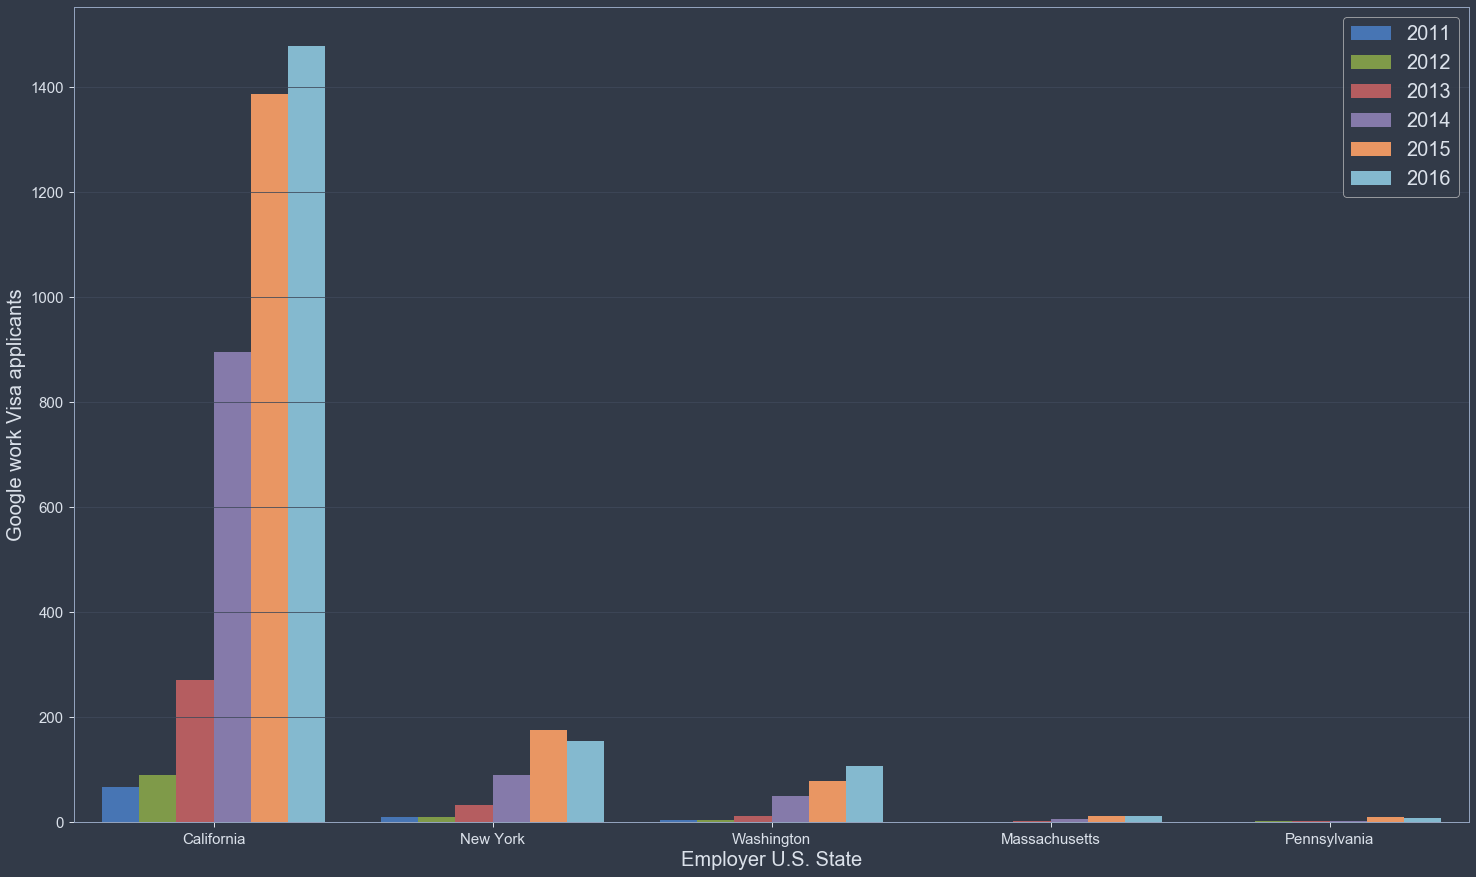 2011
2012
2013
2014
2015
2016
1400
1200
1000
800
600
400
200
0
Google work Visa applicants
California
New York
Washington
Massachusetts
Pennsylvania
Employer U.S. State